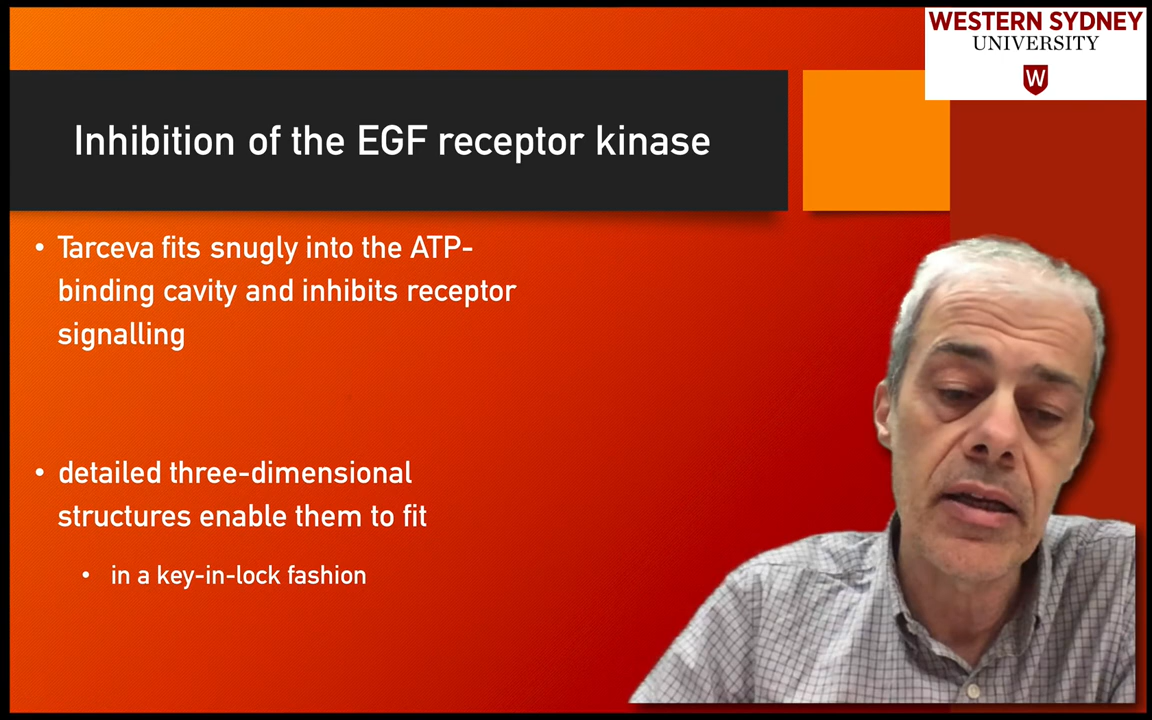 WESTERN SYDNEY
UNIVERSITY
W
Inhibition of the EGF receptor kinase
• Tarceva fits snugly into the ATP-
binding cavity and inhibits receptor
signalling
• detailed three-dimensional
structures enable them to fit
• in a key-in-lock fashion